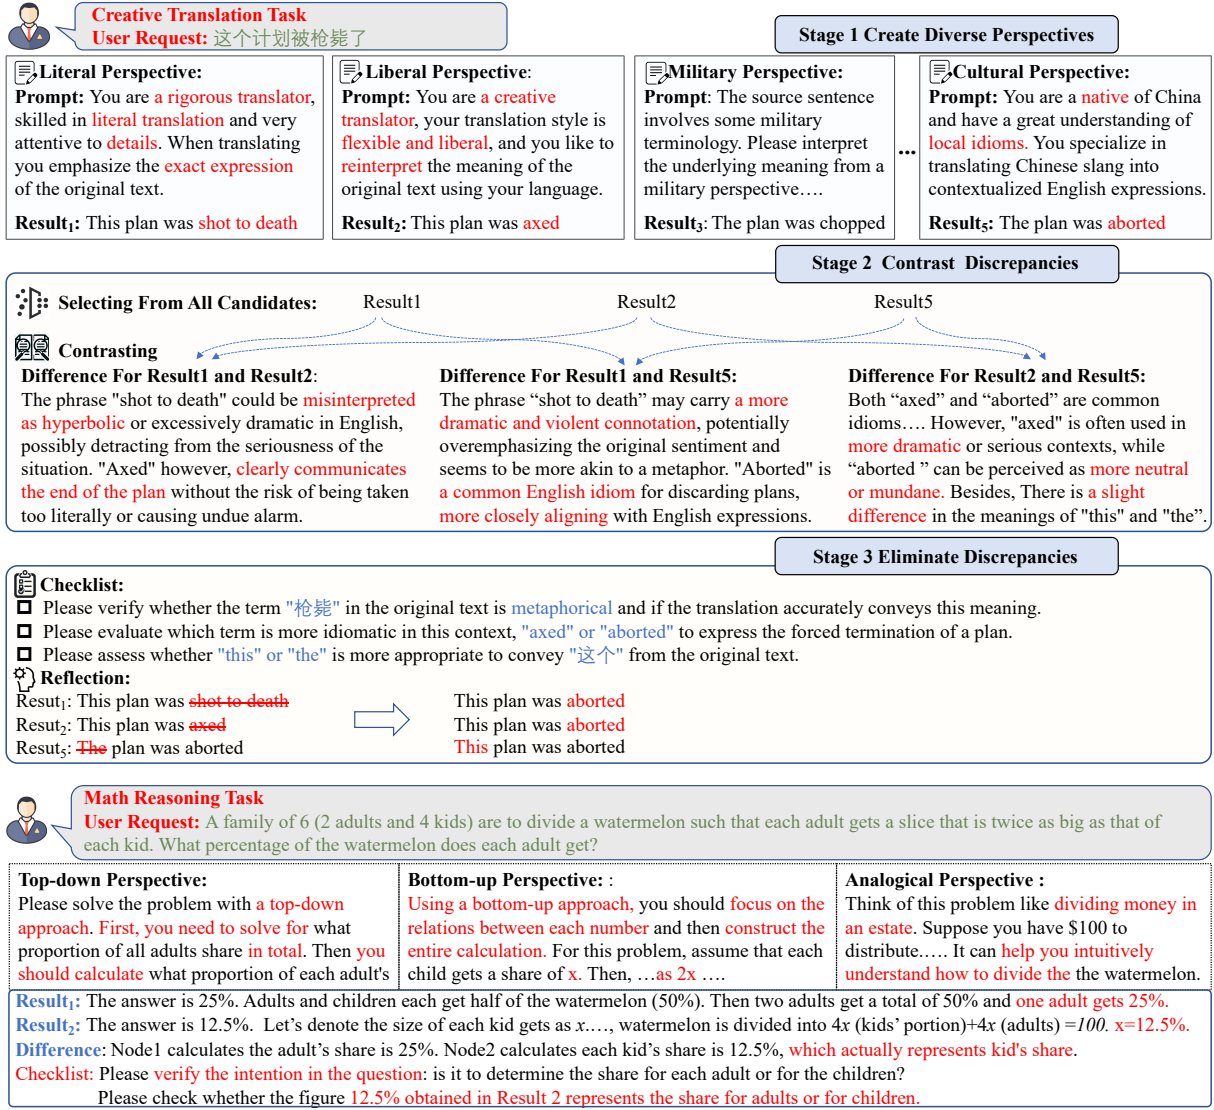 Creative Translation Task
User Request: 这个计划被枪毙了
Stage 1 Create Diverse Perspectives
Literal Perspective:
Prompt: You are a rigorous translator,
skilled in literal translation and very
attentive to details. When translating
you emphasize the exact expression
of the original text.
Result1: This plan was shot to death
Liberal Perspective:
Prompt: You are a creative
translator, your translation style is
flexible and liberal, and you like to
reinterpret the meaning of the
original text using your language.
Result2: This plan was axed
Military Perspective:
Prompt: The source sentence
involves some military
terminology. Please interpret
the underlying meaning from a
military perspective….
Result3: The plan was chopped
...
Cultural Perspective:
Prompt: You are a native of China
and have a great understanding of
local idioms. You specialize in
translating Chinese slang into
contextualized English expressions.
Result5: The plan was aborted
Stage 2 Contrast Discrepancies
Selecting From All Candidates: Result1 Result2 Result5
Contrasting
Difference For Result1 and Result2:
The phrase "shot to death" could be misinterpreted
as hyperbolic or excessively dramatic in English,
possibly detracting from the seriousness of the
situation. "Axed" however, clearly communicates
the end of the plan without the risk of being taken
too literally or causing undue alarm.
Difference For Result1 and Result5:
The phrase “shot to death” may carry a more
dramatic and violent connotation, potentially
overemphasizing the original sentiment and
seems to be more akin to a metaphor. "Aborted" is
a common English idiom for discarding plans,
more closely aligning with English expressions.
Difference For Result2 and Result5:
Both “axed” and “aborted” are common
idioms…. However, "axed" is often used in
more dramatic or serious contexts, while
“aborted ” can be perceived as more neutral
or mundane. Besides, There is a slight
difference in the meanings of "this" and "the”.
Stage 3 Eliminate Discrepancies
Checklist:
Please verify whether the term "枪毙" in the original text is metaphorical and if the translation accurately conveys this meaning.
Please evaluate which term is more idiomatic in this context, "axed" or "aborted" to express the forced termination of a plan.
Please assess whether "this" or "the" is more appropriate to convey "这个" from the original text.
Reflection:
Resut1: This plan was shot to death This plan was aborted
Resut2: This plan was axed This plan was aborted
Resut5: The plan was aborted This plan was aborted
Math Reasoning Task
User Request: A family of 6 (2 adults and 4 kids) are to divide a watermelon such that each adult gets a slice that is twice as big as that of
each kid. What percentage of the watermelon does each adult get?
Top-down Perspective:
Please solve the problem with a top-down
approach. First, you need to solve for what
proportion of all adults share in total. Then you
should calculate what proportion of each adult's
Bottom-up Perspective: :
Using a bottom-up approach, you should focus on the
relations between each number and then construct the
entire calculation. For this problem, assume that each
child gets a share of x. Then, …as 2x ….
Analogical Perspective :
Think of this problem like dividing money in
an estate. Suppose you have $100 to
distribute.…. It can help you intuitively
understand how to divide the the watermelon.
Result1: The answer is 25%. Adults and children each get half of the watermelon (50%). Then two adults get a total of 50% and one adult gets 25%.
Result2: The answer is 12.5%. Let’s denote the size of each kid gets as x.…, watermelon is divided into 4x (kids’ portion)+4x (adults) =100. x=12.5%.
Difference: Node1 calculates the adult’s share is 25%. Node2 calculates each kid’s share is 12.5%, which actually represents kid's share.
Checklist: Please verify the intention in the question: is it to determine the share for each adult or for the children?
Please check whether the figure 12.5% obtained in Result 2 represents the share for adults or for children.